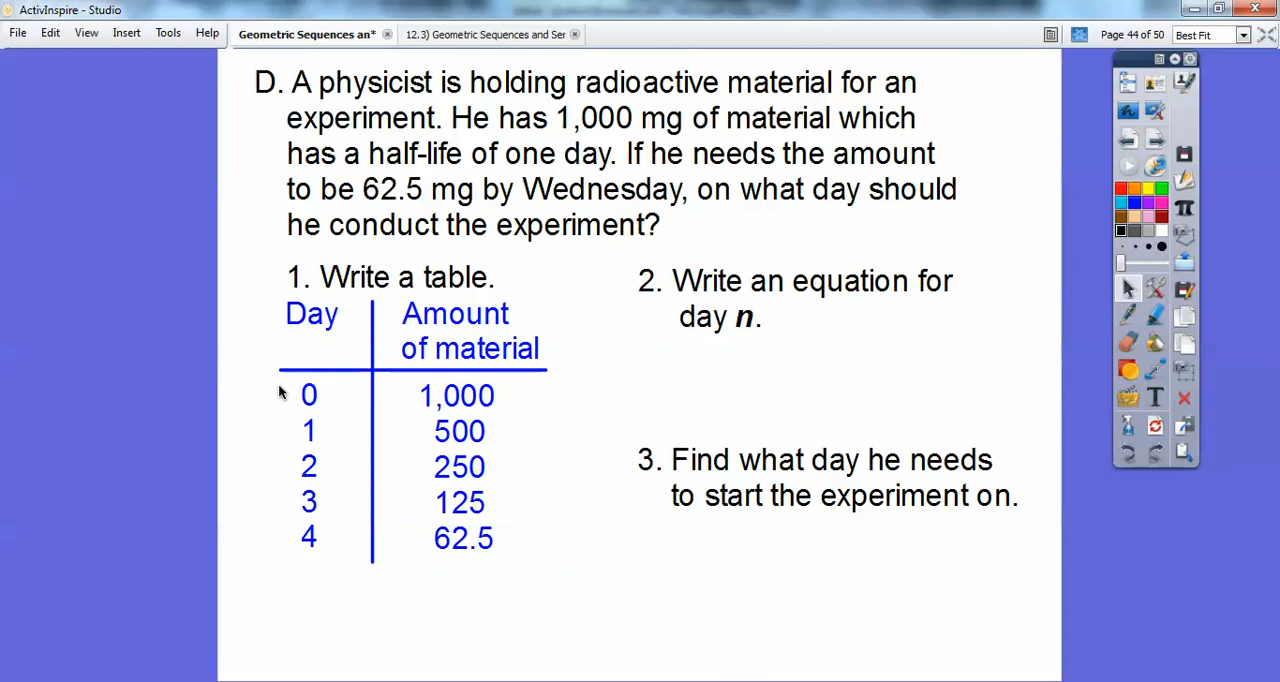 ActivInspire - Studio
File Edit View Insert Tools Help
Geometric Sequences an* 12.3) Geometric Sequences and Ser
Page 44 of 50 Best Fit
D. A physicist is holding radioactive material for an
experiment. He has 1,000 mg of material which
has a half-life of one day. If he needs the amount
to be 62.5 mg by Wednesday, on what day should
he conduct the experiment?
1. Write a table.
Day Amount
of material
0 1,000
1 500
2 250
3 125
4 62.5
2. Write an equation for
day n.
3. Find what day he needs
to start the experiment on.